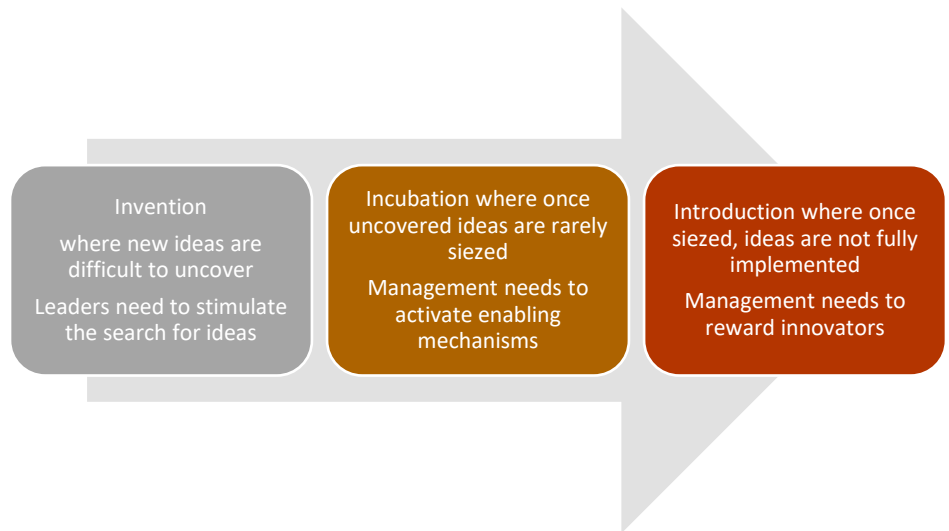 Invention
where new ideas are
difficult to uncover
Leaders need to stimulate
the search for ideas
Incubation where once
uncovered ideas are rarely
siezed
Management needs to
activate enabling
mechanisms
Introduction where once
siezed, ideas are not fully
implemented
Management needs to
reward innovators